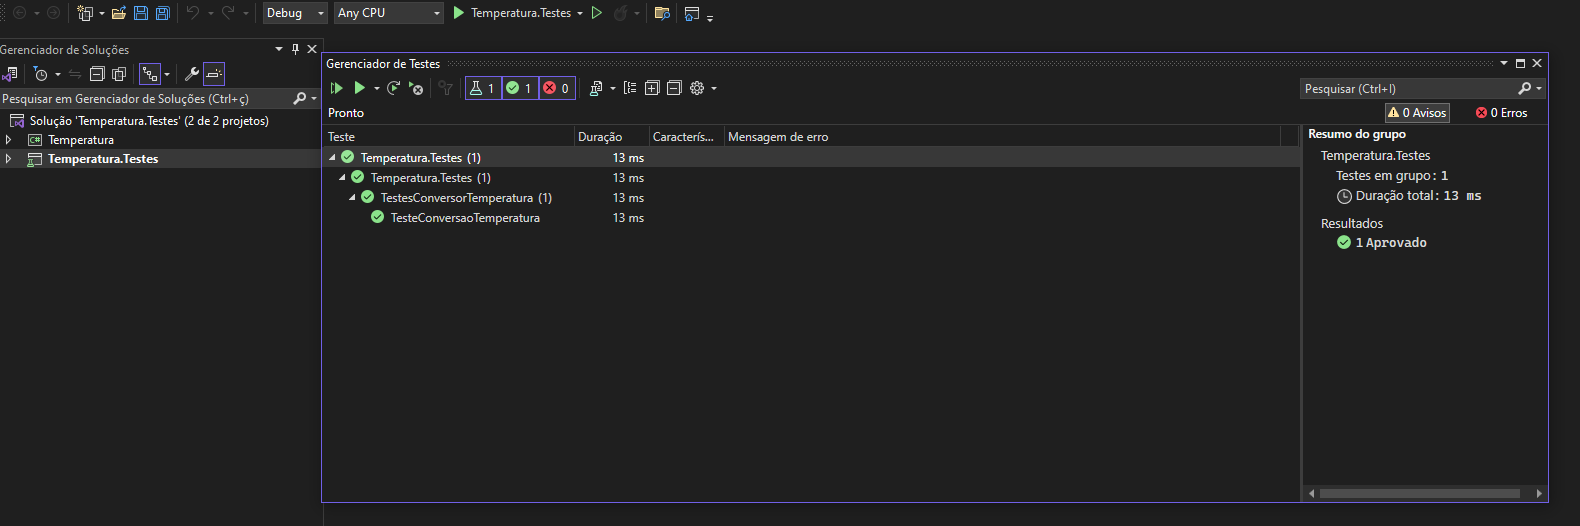 Debug Any CPU Temperatura.Testes
Gerenciador de Soluções
Pesquisar em Gerenciador de Soluções (Ctrl+ç)
Solução 'Temperatura.Testes' (2 de 2 projetos)
C# Temperatura
Temperatura.Testes
Gerenciador de Testes
1 1 0
Pesquisar (Ctrl+I)
Pronto
0 Avisos 0 Erros
Teste Duração Caracterís... Mensagem de erro
Temperatura.Testes (1) 13 ms
Temperatura.Testes (1) 13 ms
TestesConversorTemperatura (1) 13 ms
TesteConversaoTemperatura 13 ms
Resumo do grupo
Temperatura.Testes
Testes em grupo: 1
Duração total: 13 ms
Resultados
1 Aprovado